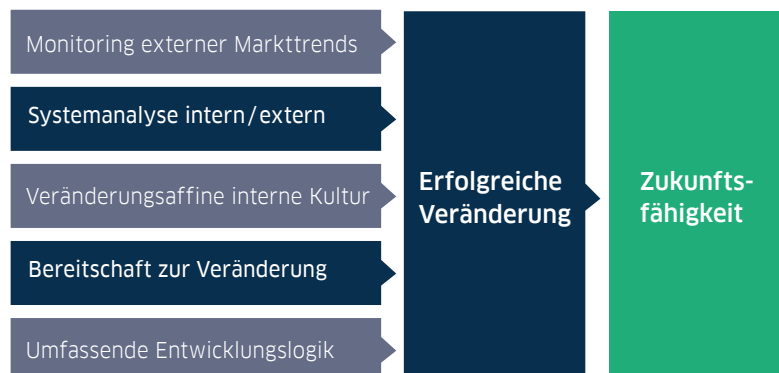 Monitoring externer Markttrends
Systemanalyse intern/extern
Veränderungsaffine interne Kultur
Bereitschaft zur Veränderung
Umfassende Entwicklungslogik
Erfolgreiche
Veränderung
Zukunfts-
fähigkeit